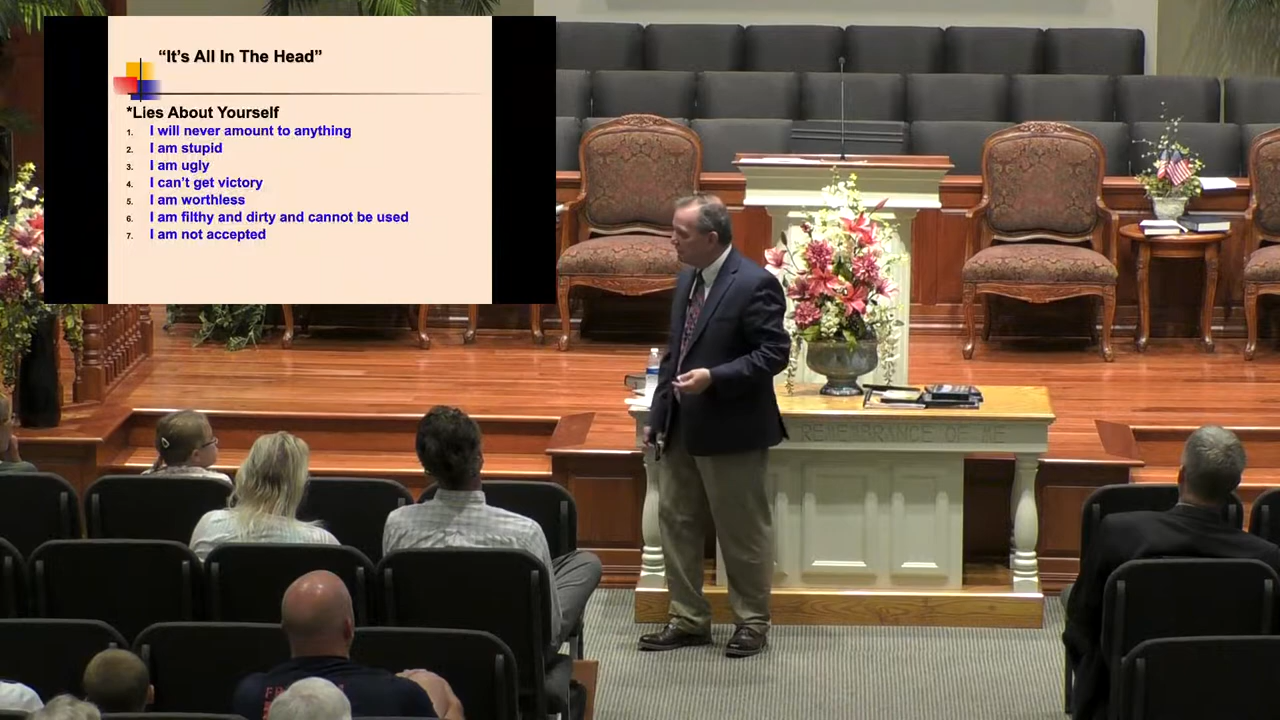 “It’s All In The Head”
*Lies About Yourself
1. I will never amount to anything
2. I am stupid
3. I am ugly
4. I can’t get victory
5. I am worthless
6. I am filthy and dirty and cannot be used
7. I am not accepted
REMEMBRANCE OF ME